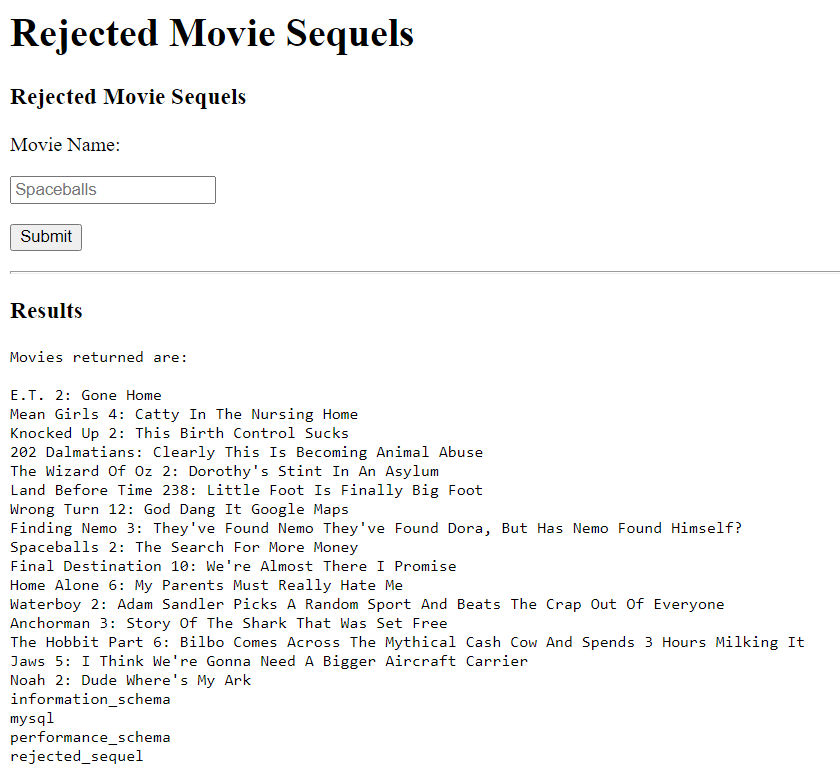 Rejected Movie Sequels
Rejected Movie Sequels
Movie Name:
Spaceballs
Submit
Results
Movies returned are:
E.T. 2: Gone Home
Mean Girls 4: Catty In The Nursing Home
Knocked Up 2: This Birth Control Sucks
202 Dalmatians: Clearly This Is Becoming Animal Abuse
The Wizard Of Oz 2: Dorothy's Stint In An Asylum
Land Before Time 238: Little Foot Is Finally Big Foot
Wrong Turn 12: God Dang It Google Maps
Finding Nemo 3: They've Found Nemo They've Found Dora, But Has Nemo Found Himself?
Spaceballs 2: The Search For More Money
Final Destination 10: We're Almost There I Promise
Home Alone 6: My Parents Must Really Hate Me
Waterboy 2: Adam Sandler Picks A Random Sport And Beats The Crap Out Of Everyone
Anchorman 3: Story Of The Shark That Was Set Free
The Hobbit Part 6: Bilbo Comes Across The Mythical Cash Cow And Spends 3 Hours Milking It
Jaws 5: I Think We're Gonna Need A Bigger Aircraft Carrier
Noah 2: Dude Where's My Ark
information_schema
mysql
performance_schema
rejected_sequel